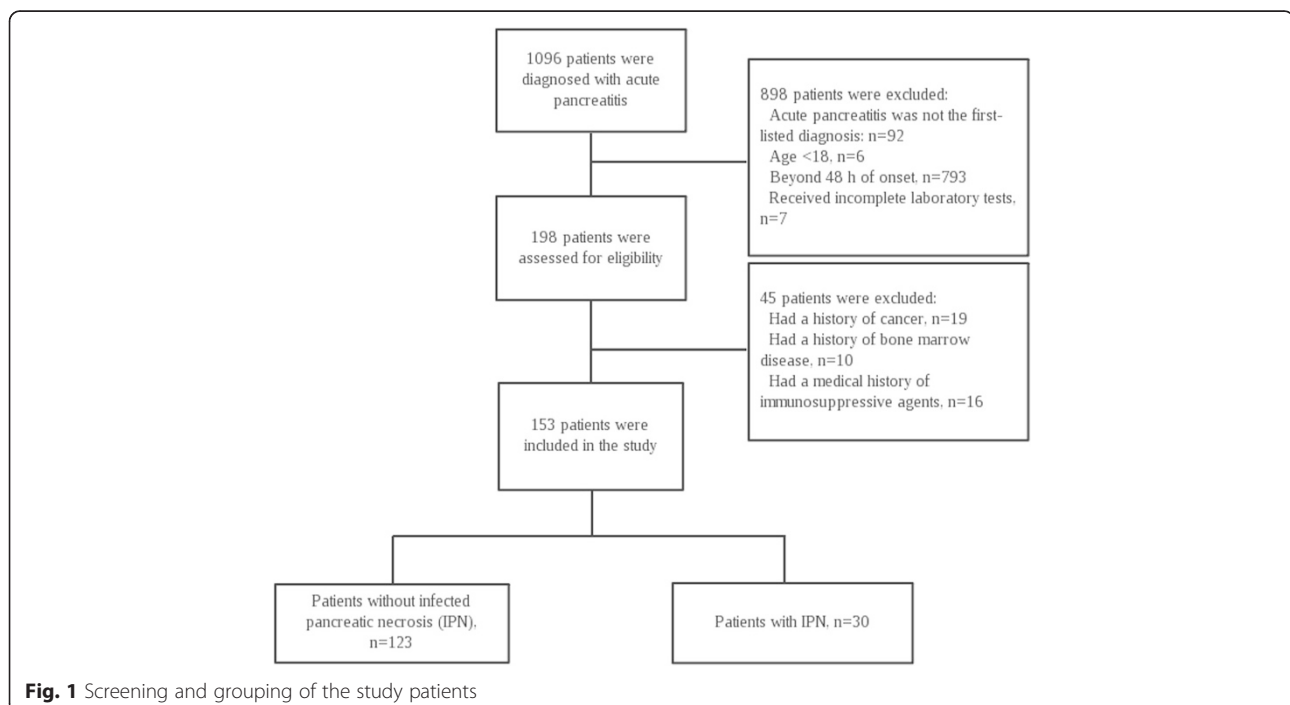 1096 patients were
diagnosed with acute
pancreatitis
898 patients were excluded:
Acute pancreatitis was not the first-
listed diagnosis: n=92
Age <18, n=6
Beyond 48 h of onset, n=793
Received incomplete laboratory tests,
n=7
198 patients were
assessed for eligibility
45 patients were excluded:
Had a history of cancer, n=19
Had a history of bone marrow
disease, n=10
Had a medical history of
immunosuppressive agents, n=16
153 patients were
included in the study
Patients without infected
pancreatic necrosis (IPN),
n=123
Patients with IPN, n=30
Fig. 1 Screening and grouping of the study patients